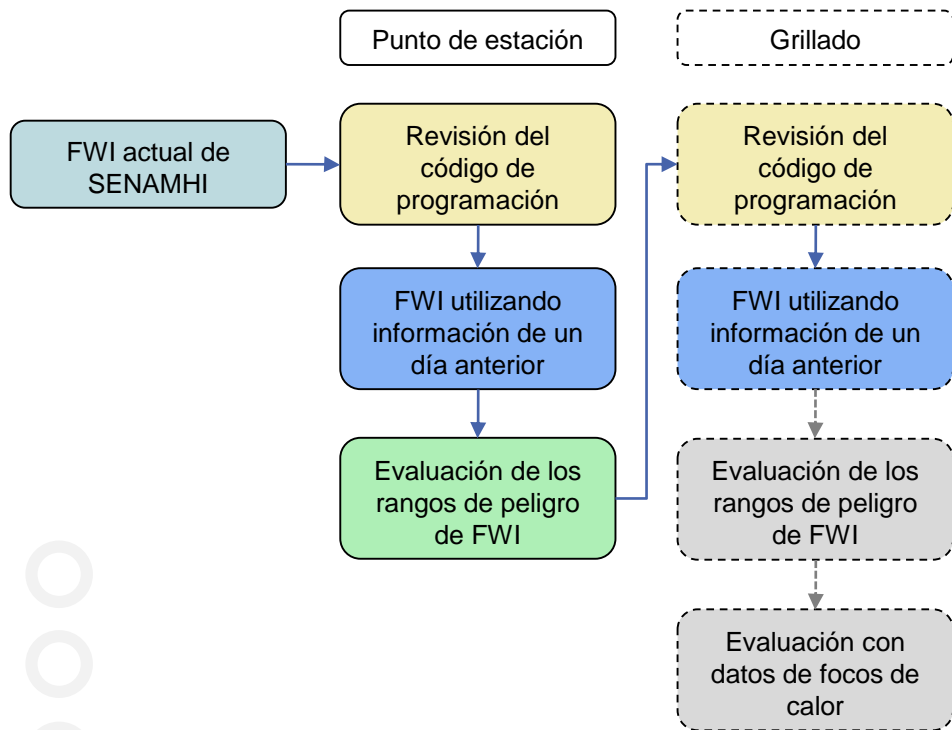 Punto de estación
Grillado
FWI actual de
SENAMHI
Revisión del
código de
programación
FWI utilizando
información de un
día anterior
Evaluación de los
rangos de peligro
de FWI
Revisión del
código de
programación
FWI utilizando
información de un
día anterior
Evaluación de los
rangos de peligro
de FWI
Evaluación con
datos de focos de
calor